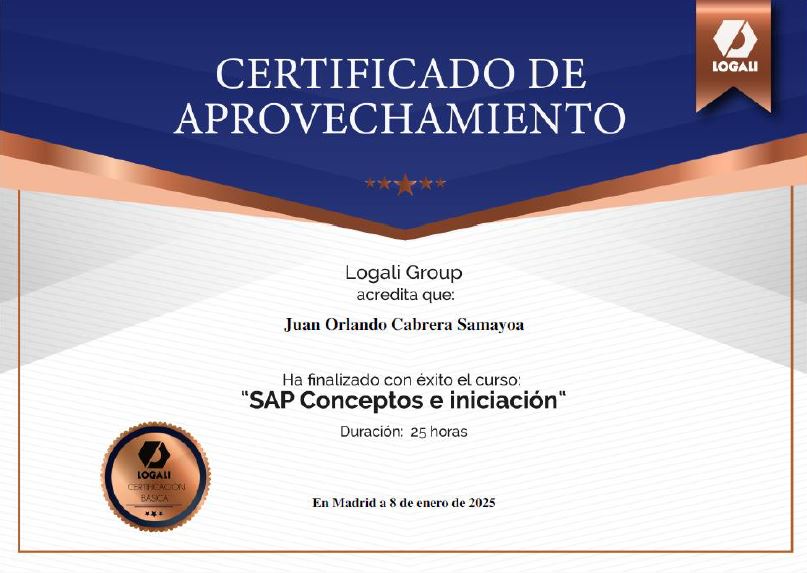 LOGALI
CERTIFICADO DE
APROVECHAMIENTO
Logali Group
acredita que:
Juan Orlando Cabrera Samayoa
Ha finalizado con éxito el curso:
"SAP Conceptos e iniciación"
Duración: 25 horas
LOGALI
CERTIFICACIÓN
BÁSICA
En Madrid a 8 de enero de 2025